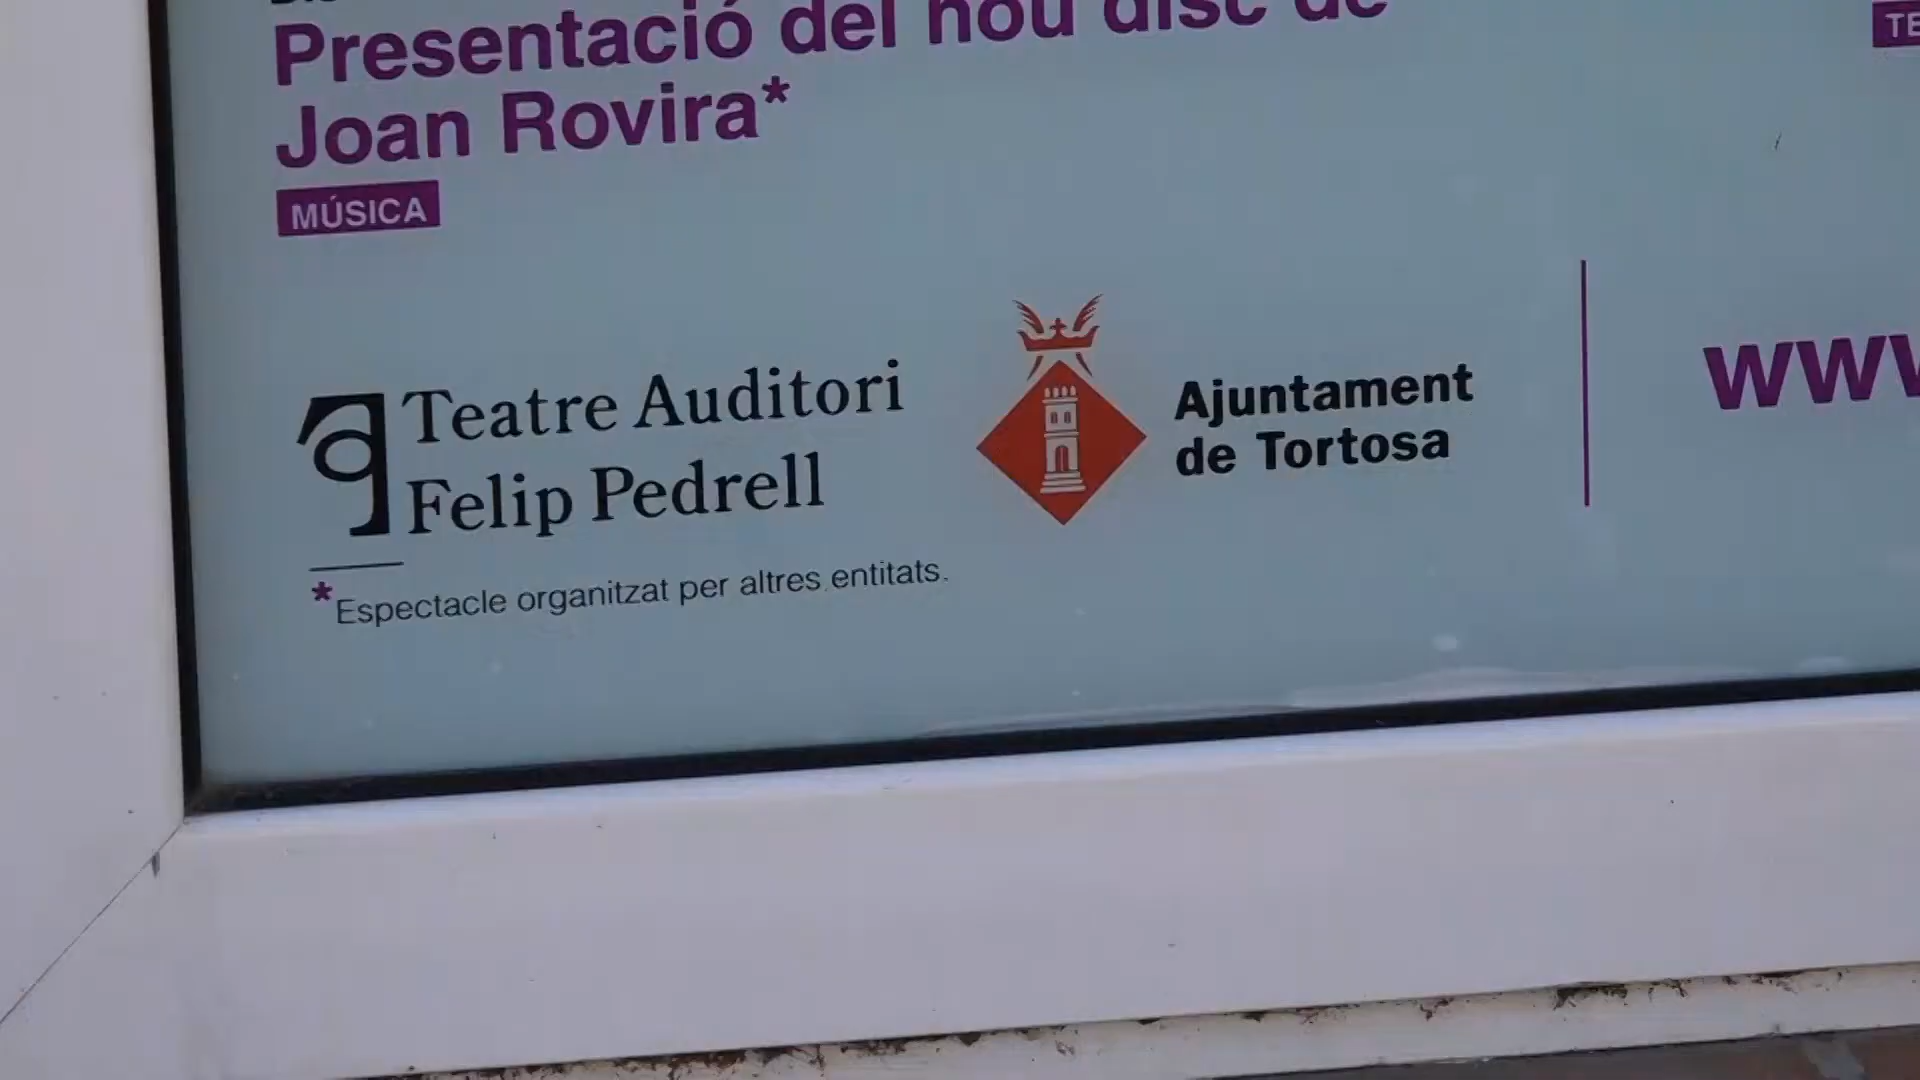 Presentació del nou disc de
Joan Rovira*
MÚSICA
Teatre Auditori
Felip Pedrell
Ajuntament
de Tortosa
*Espectacle organitzat per altres entitats.